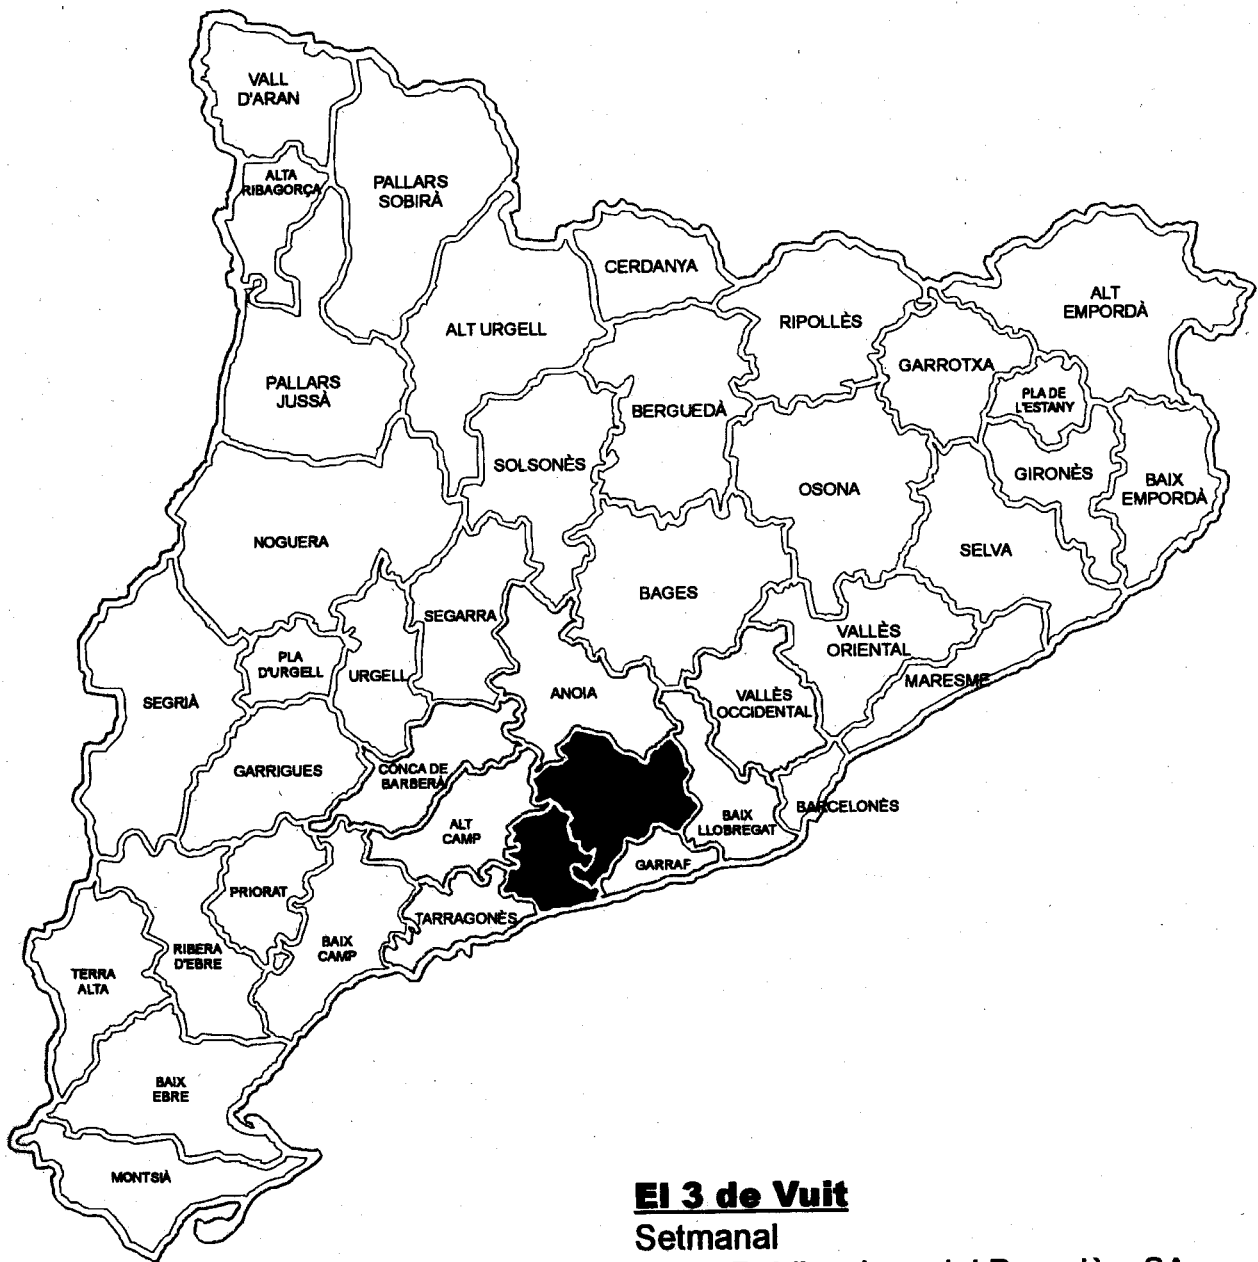 VALL
D'ARAN
ALTA
RIBAGORÇA
PALLARS
SOBIRÀ
CERDANYA
ALT
EMPORDÀ
RIPOLLÈS
ALT URGELL
GARROTXA
PALLARS
JUSSÀ
PLA DE
L'ESTANY
BERGUEDÀ
SOLSONÈS
GIRONÈS
BAIX
EMPORDÀ
OSONA
NOGUERA
SELVA
BAGES
SEGARRA
VALLÈS
ORIENTAL
PLA
D'URGELL
URGELL
MARESME
ANOIA
SEGRIÀ
VALLÈS
OCCIDENTAL
GARRIGUES
CONCA DE
BARBERÀ
BARCELONÈS
BAIX
LLOBREGAT
ALT
CAMP
GARRAF
PRIORAT
TARRAGONÈS
RIBERA
D'EBRE
BAIX
CAMP
TERRA
ALTA
BAIX
EBRE
MONTSIÀ
El 3 de Vuit
Setmanal